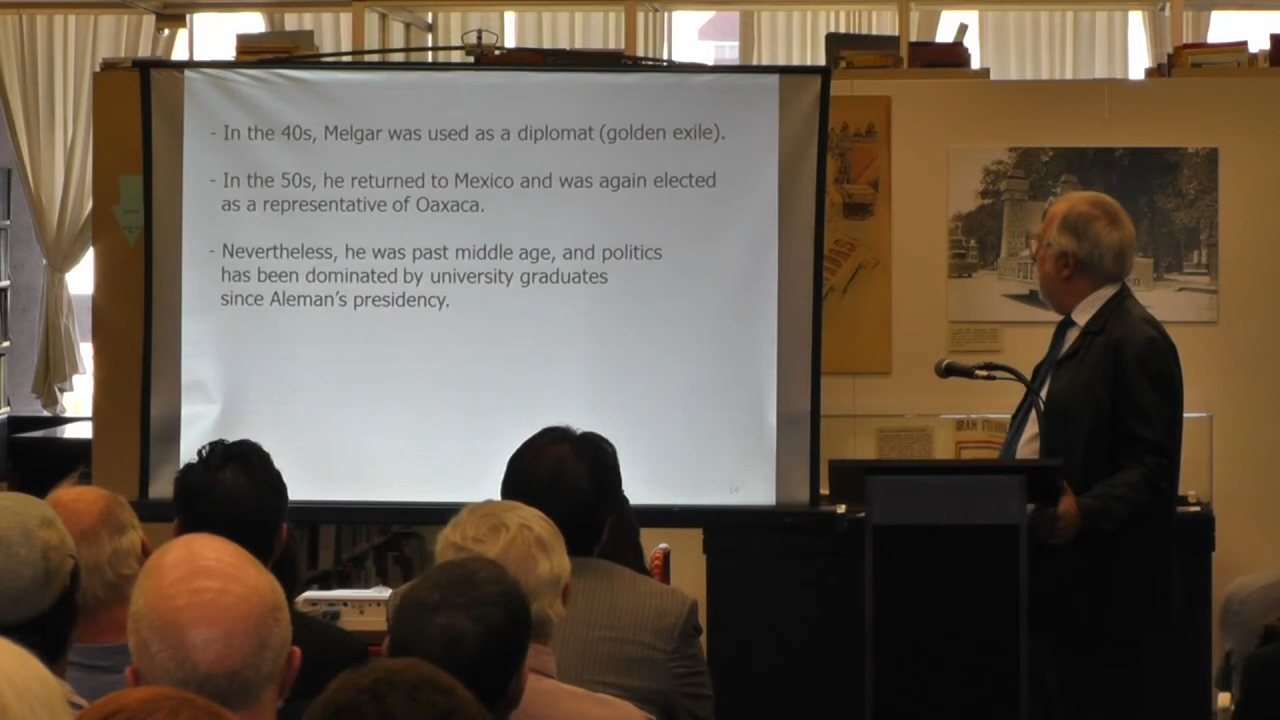 - In the 40s, Melgar was used as a diplomat (golden exile).
- In the 50s, he returned to Mexico and was again elected
as a representative of Oaxaca.
- Nevertheless, he was past middle age, and politics
has been dominated by university graduates
since Aleman's presidency.
14
GRAN